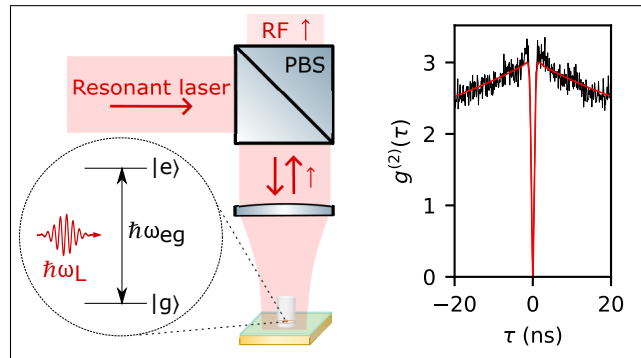 RF ↑
PBS
Resonant laser
|e⟩
ħω_eg
ħω_L
|g⟩
g⁽²⁾(τ)
3
2
1
0
−20 0 20
τ (ns)